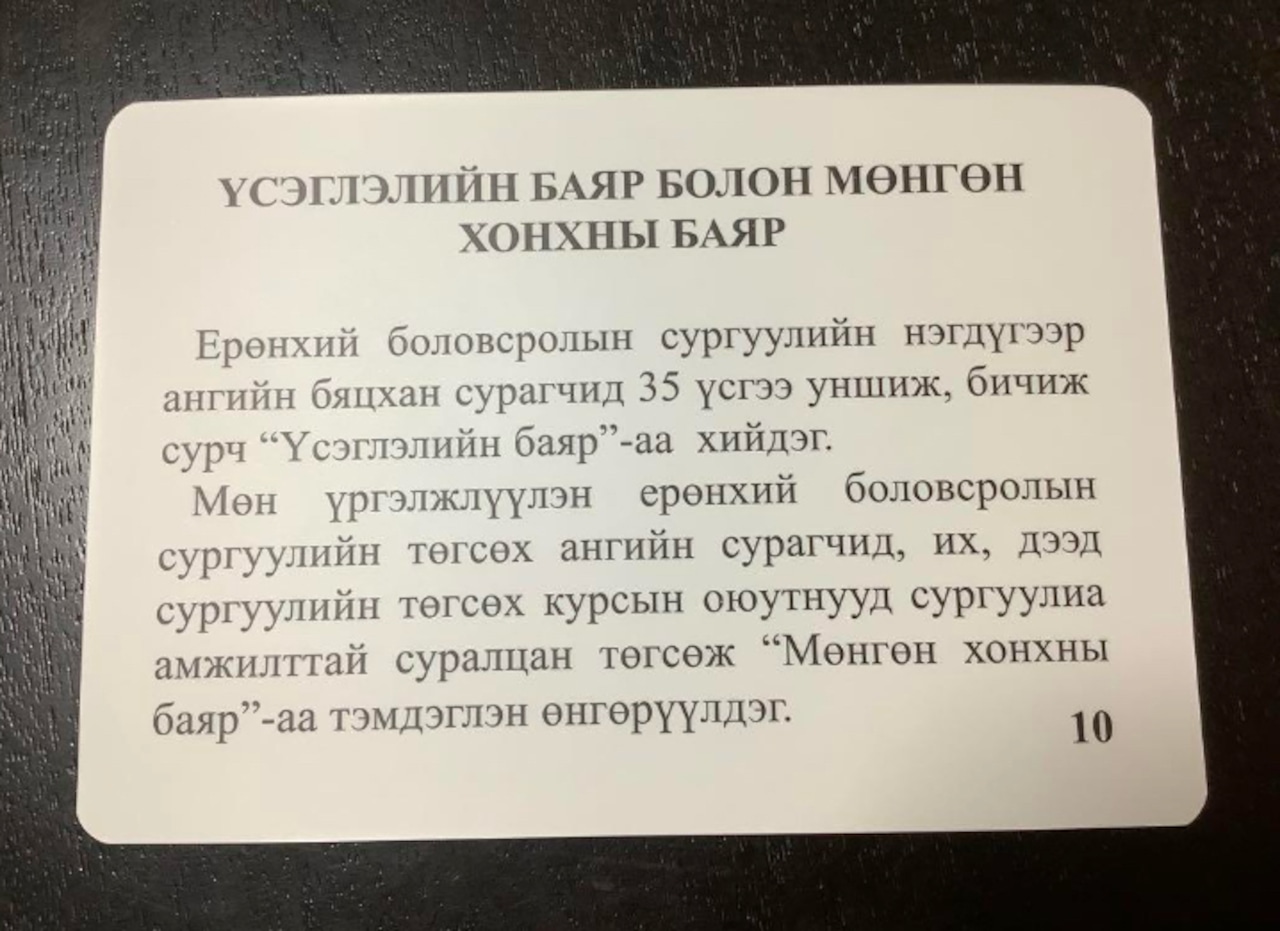 ҮСЭГЛЭЛИЙН БАЯР БОЛОН МӨНГӨН
ХОНХНЫ БАЯР
Ерөнхий боловсролын сургуулийн нэгдүгээр
ангийн бяцхан сурагчид 35 үсгээ уншиж, бичиж
сурч “Үсэглэлийн баяр”-аа хийдэг.
Мөн үргэлжлүүлэн ерөнхий боловсролын
сургуулийн төгсөх ангийн сурагчид, их, дээд
сургуулийн төгсөх курсын оюутнууд сургуулиа
амжилттай суралцан төгсөж “Мөнгөн хонхны
баяр”-аа тэмдэглэн өнгөрүүлдэг.
10